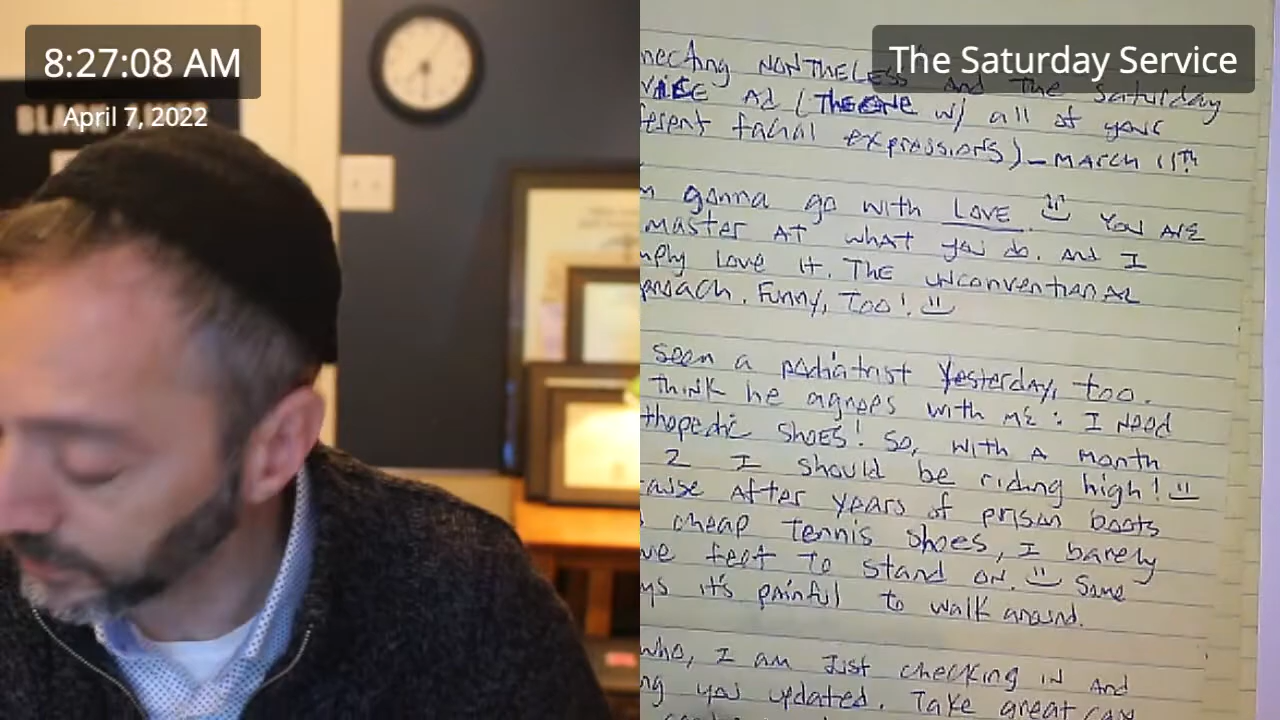 8:27:08 AM
April 7, 2022
The Saturday Service
necting NONTHELESS and The Saturday
VICE Ad (The one w/ all of your
ferent facial expressions) - MARCH 11th
m gonna go with LOVE You ARE
master AT what you do. And I
mply love it. The unconventional
proach. Funny, Too!
seen a podiatrist Yesterday, too.
Think he agrees with ME: I Need
thopedic SHOES! So, with A month
2 I should be riding high!
cause After years of prison boots
cheap Tennis shoes, I barely
ve feet To stand on. Some
ys it's painful to walk around.
who, I am Just checking in And
ng you updated. Take great